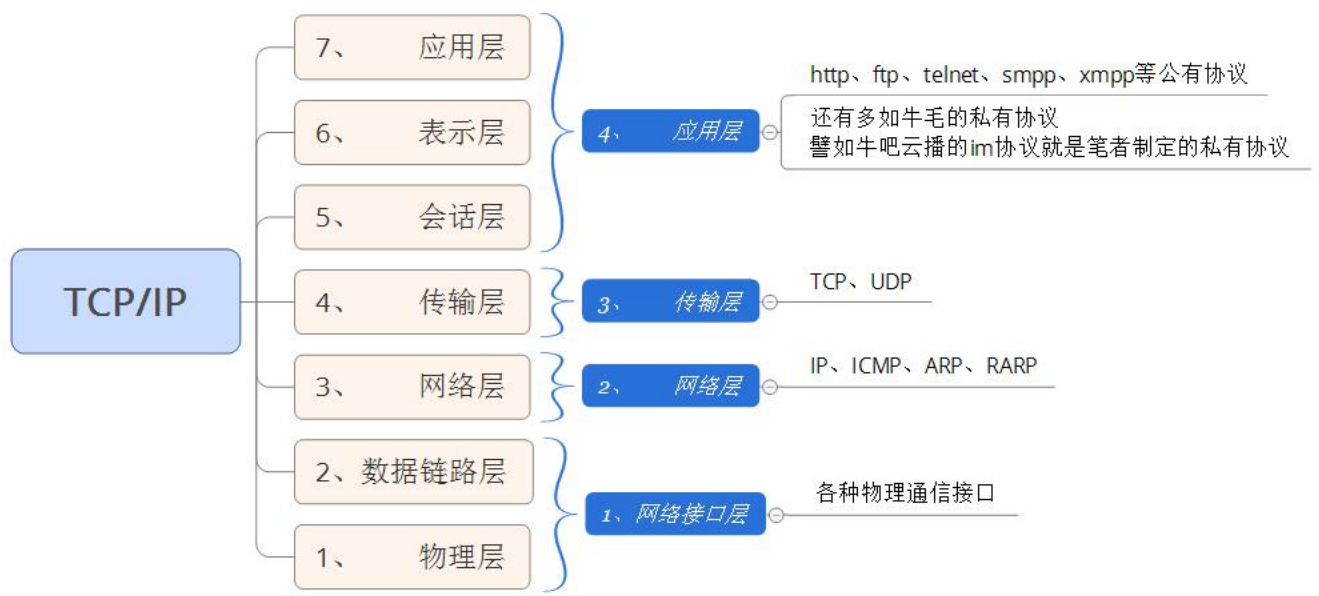 TCP/IP
7、 应用层
6、 表示层
5、 会话层
4、 传输层
3、 网络层
2、数据链路层
1、 物理层
4、 应用层
http、ftp、telnet、smpp、xmpp等公有协议
还有多如牛毛的私有协议
譬如牛吧云播的im协议就是笔者制定的私有协议
3、 传输层
TCP、UDP
2、 网络层
IP、ICMP、ARP、RARP
1、网络接口层
各种物理通信接口